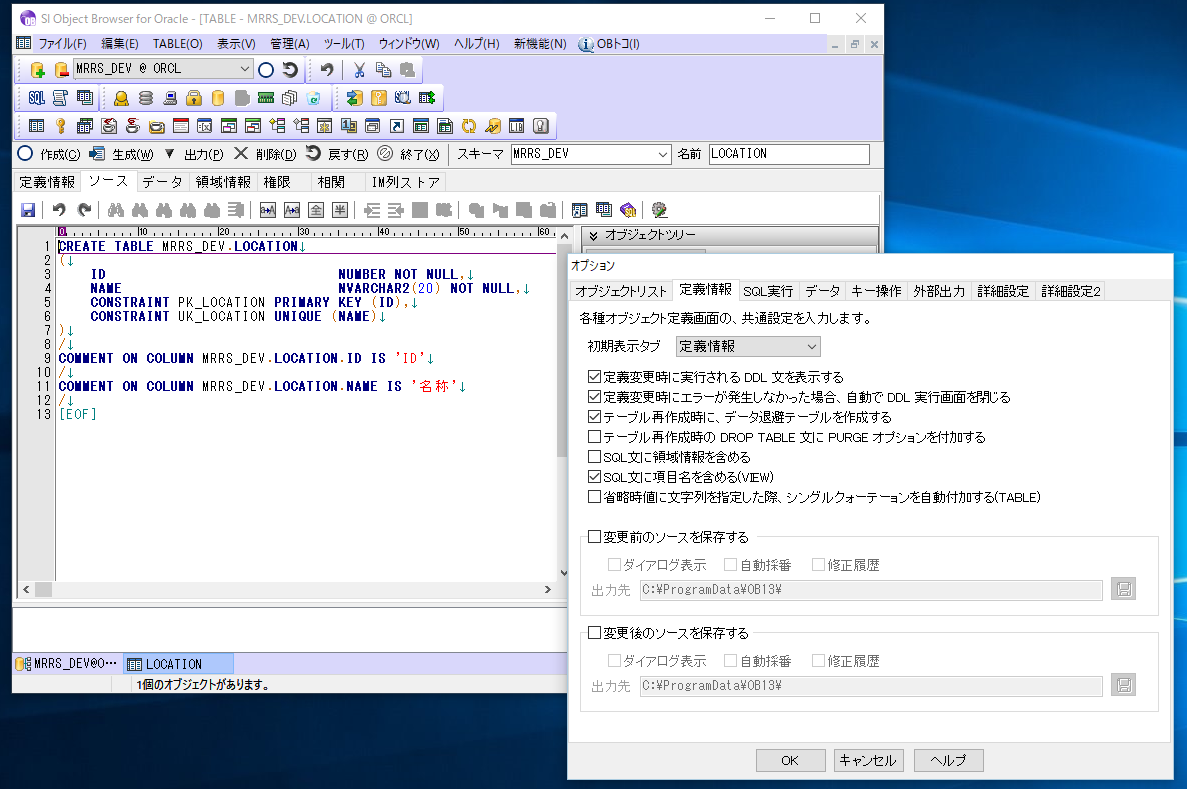 SI Object Browser for Oracle - [TABLE - MRRS_DEV.LOCATION @ ORCL]
ファイル(F) 編集(E) TABLE(O) 表示(V) 管理(A) ツール(T) ウィンドウ(W) ヘルプ(H) 新機能(N) OBトコ(I)
MRRS_DEV @ ORCL
SQL
作成(C) 生成(W) 出力(P) 削除(D) 戻す(R) 終了(X) スキーマ MRRS_DEV 名前 LOCATION
定義情報 ソース データ 領域情報 権限 相関 IM列ストア
0 10 20 30 40 50 60
1 CREATE TABLE MRRS_DEV.LOCATION↓
2 (↓
3 ID NUMBER NOT NULL,↓
4 NAME NVARCHAR2(20) NOT NULL,↓
5 CONSTRAINT PK_LOCATION PRIMARY KEY (ID),↓
6 CONSTRAINT UK_LOCATION UNIQUE (NAME)↓
7 )↓
8 /↓
9 COMMENT ON COLUMN MRRS_DEV.LOCATION.ID IS 'ID'↓
10 /↓
11 COMMENT ON COLUMN MRRS_DEV.LOCATION.NAME IS '名称'↓
12 /↓
13 [EOF]
オブジェクトツリー
MRRS_DEV@O… LOCATION
1個のオブジェクトがあります。
オプション
オブジェクトリスト 定義情報 SQL実行 データ キー操作 外部出力 詳細設定 詳細設定2
各種オブジェクト定義画面の、共通設定を入力します。
初期表示タブ 定義情報
定義変更時に実行される DDL 文を表示する
定義変更時にエラーが発生しなかった場合、自動で DDL 実行画面を閉じる
テーブル再作成時に、データ退避テーブルを作成する
テーブル再作成時の DROP TABLE 文に PURGE オプションを付加する
SQL文に領域情報を含める
SQL文に項目名を含める(VIEW)
省略時値に文字列を指定した際、シングルクォーテーションを自動付加する(TABLE)
変更前のソースを保存する
ダイアログ表示 自動採番 修正履歴
出力先 C:¥ProgramData¥OB13¥
変更後のソースを保存する
ダイアログ表示 自動採番 修正履歴
出力先 C:¥ProgramData¥OB13¥
OK キャンセル ヘルプ